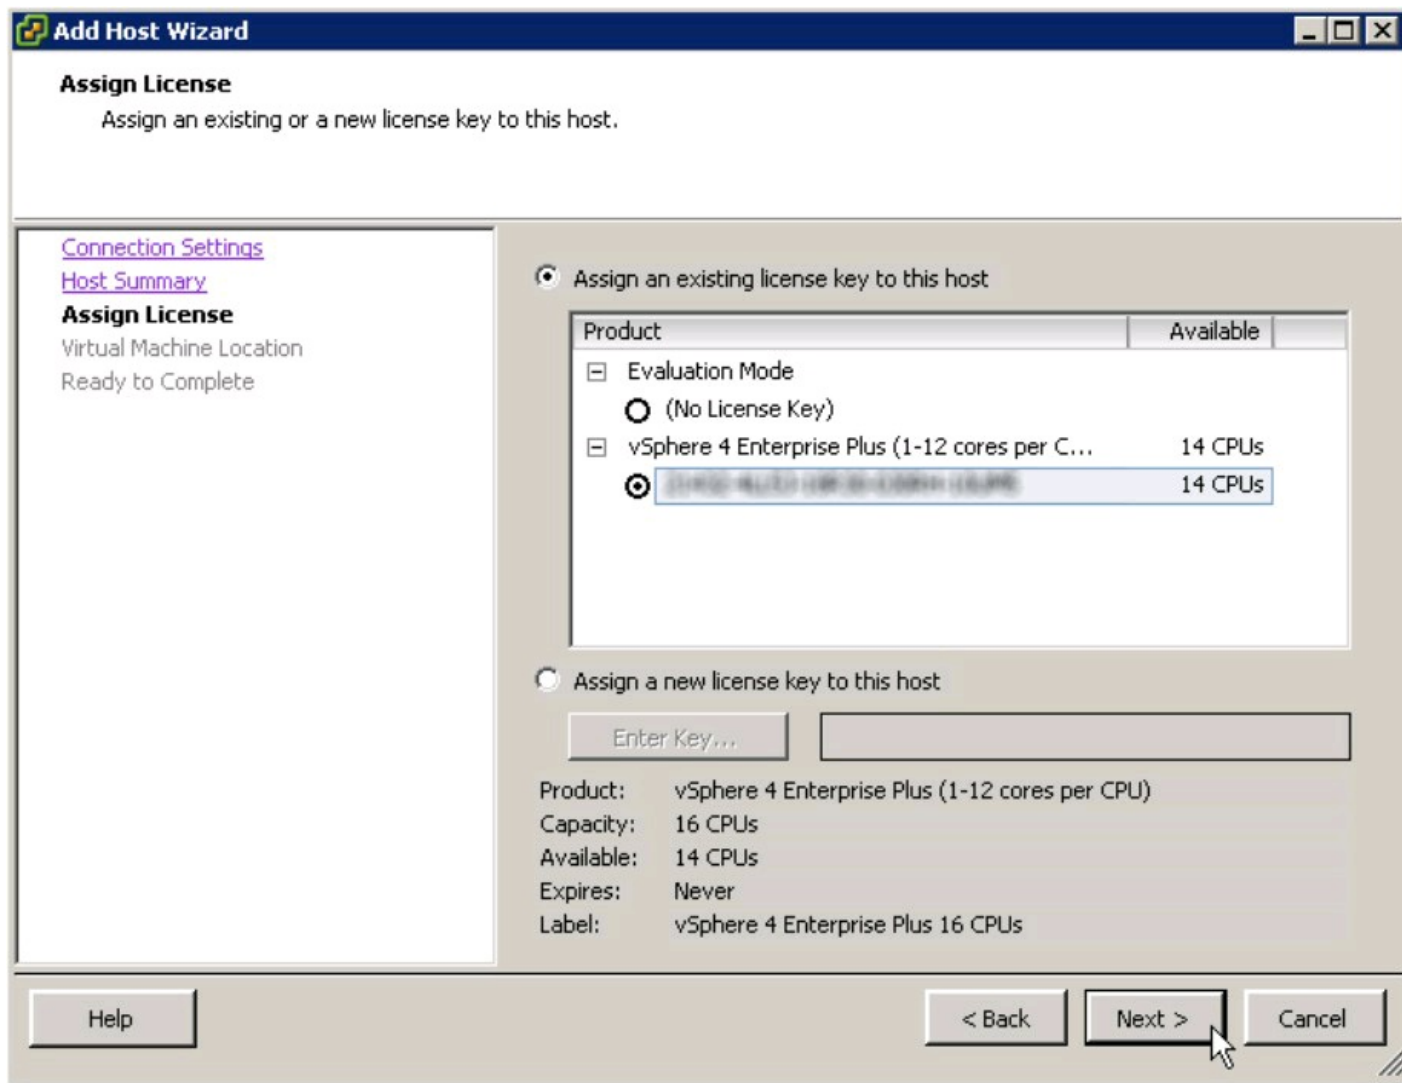 Add Host Wizard
Assign License
Assign an existing or a new license key to this host.
Connection Settings
Host Summary
Assign License
Virtual Machine Location
Ready to Complete
Assign an existing license key to this host
Product Available
Evaluation Mode
(No License Key)
vSphere 4 Enterprise Plus (1-12 cores per C... 14 CPUs
14 CPUs
Assign a new license key to this host
Enter Key...
Product: vSphere 4 Enterprise Plus (1-12 cores per CPU)
Capacity: 16 CPUs
Available: 14 CPUs
Expires: Never
Label: vSphere 4 Enterprise Plus 16 CPUs
Help < Back Next > Cancel